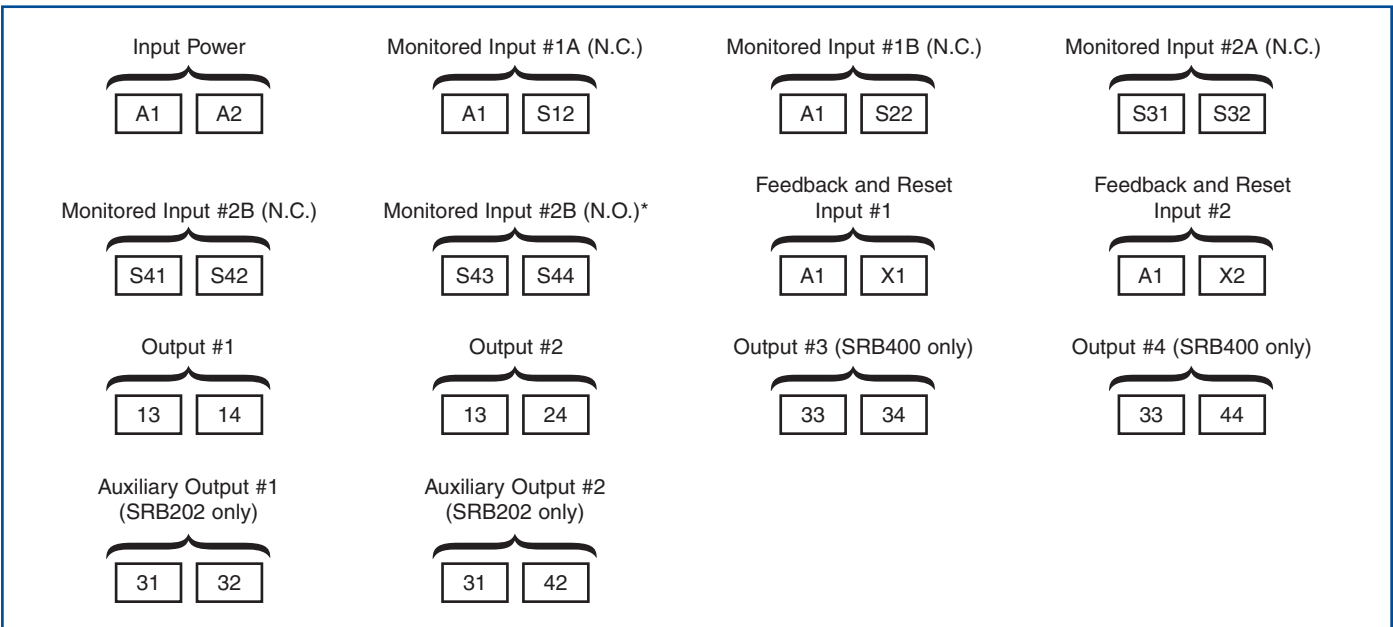 Input Power
A1 A2
Monitored Input #1A (N.C.)
A1 S12
Monitored Input #1B (N.C.)
A1 S22
Monitored Input #2A (N.C.)
S31 S32
Monitored Input #2B (N.C.)
S41 S42
Monitored Input #2B (N.O.)*
S43 S44
Feedback and Reset
Input #1
A1 X1
Feedback and Reset
Input #2
A1 X2
Output #1
13 14
Output #2
13 24
Output #3 (SRB400 only)
33 34
Output #4 (SRB400 only)
33 44
Auxiliary Output #1
(SRB202 only)
31 32
Auxiliary Output #2
(SRB202 only)
31 42